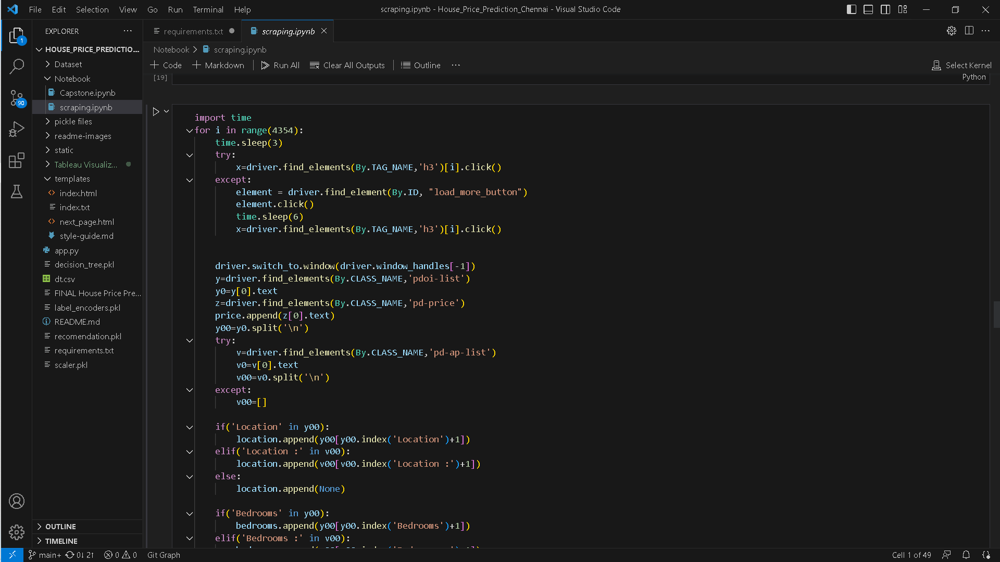 File Edit Selection View Go Run Terminal Help
scraping.ipynb - House_Price_Prediction_Chennai - Visual Studio Code
EXPLORER
HOUSE_PRICE_PREDICTIO...
Dataset
Notebook
Capstone.ipynb
scraping.ipynb
pickle files
readme-images
static
Tableau Visualiz...
templates
index.html
index.txt
next_page.html
style-guide.md
app.py
decision_tree.pkl
dt.csv
FINAL House Price Pre...
label_encoders.pkl
README.md
recomendation.pkl
requirements.txt
scaler.pkl
OUTLINE
TIMELINE
1
90
requirements.txt
scraping.ipynb
Notebook > scraping.ipynb
+ Code + Markdown Run All Clear All Outputs Outline ...
Select Kernel
[19]
Python
import time
for i in range(4354):
    time.sleep(3)
    try:
        x=driver.find_elements(By.TAG_NAME,'h3')[i].click()
    except:
        element = driver.find_element(By.ID, "load_more_button")
        element.click()
        time.sleep(6)
        x=driver.find_elements(By.TAG_NAME,'h3')[i].click()
    driver.switch_to.window(driver.window_handles[-1])
    y=driver.find_elements(By.CLASS_NAME,'pdoi-list')
    y0=y[0].text
    z=driver.find_elements(By.CLASS_NAME,'pd-price')
    price.append(z[0].text)
    y00=y0.split('\n')
    try:
        v=driver.find_elements(By.CLASS_NAME,'pd-ap-list')
        v0=v[0].text
        v00=v0.split('\n')
    except:
        v00=[]
    if('Location' in y00):
        location.append(y00[y00.index('Location')+1])
    elif('Location :' in v00):
        location.append(v00[v00.index('Location :')+1])
    else:
        location.append(None)
    if('Bedrooms' in y00):
        bedrooms.append(y00[y00.index('Bedrooms')+1])
    elif('Bedrooms :' in v00):
main+ 0↓ 2↑ 0 0 Git Graph
Cell 1 of 49